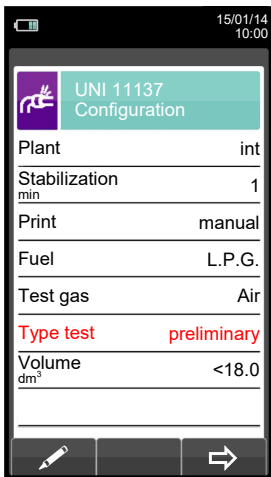 15/01/14
10:00
UNI 11137
Configuration
Plant int
Stabilization 1
min
Print manual
Fuel L.P.G.
Test gas Air
Type test preliminary
Volume <18.0
dm³